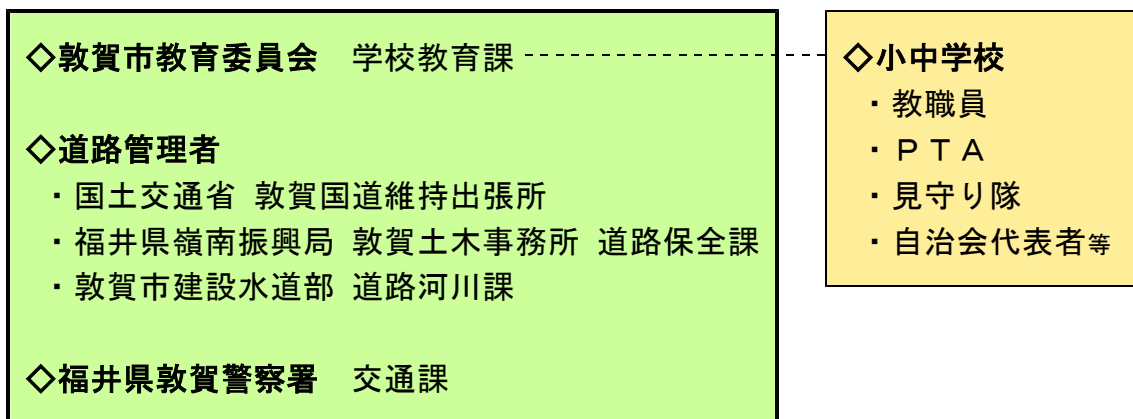 ◇敦賀市教育委員会　学校教育課
◇道路管理者
・国土交通省 敦賀国道維持出張所
・福井県嶺南振興局 敦賀土木事務所 道路保全課
・敦賀市建設水道部 道路河川課
◇福井県敦賀警察署　交通課
◇小中学校
・教職員
・ＰＴＡ
・見守り隊
・自治会代表者等